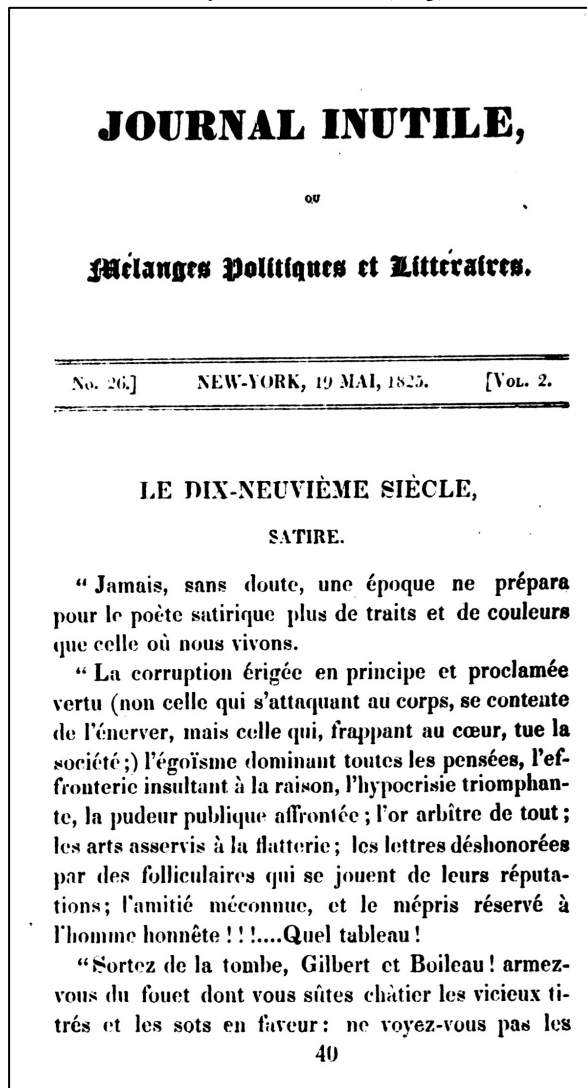 JOURNAL INUTILE,
OU
Mélanges Politiques et Littéraires.
No. 26.] NEW-YORK, 19 MAI, 1825. [VOL. 2.
LE DIX-NEUVIÈME SIÈCLE,
SATIRE.
“ Jamais, sans doute, une époque ne prépara
pour le poète satirique plus de traits et de couleurs
que celle où nous vivons.
“ La corruption érigée en principe et proclamée
vertu (non celle qui s’attaquant au corps, se contente
de l’énerver, mais celle qui, frappant au cœur, tue la
société ;) l’égoïsme dominant toutes les pensées, l’ef-
fronterie insultant à la raison, l’hypocrisie triomphan-
te, la pudeur publique affrontée ; l’or arbître de tout ;
les arts asservis à la flatterie ; les lettres déshonorées
par des folliculaires qui se jouent de leurs réputa-
tions ; l’amitié méconnue, et le mépris réservé à
l’homme honnête ! ! !....Quel tableau !
“Sortez de la tombe, Gilbert et Boileau ! armez-
vous du fouet dont vous sûtes châtier les vicieux ti-
trés et les sots en faveur : ne voyez-vous pas les
40